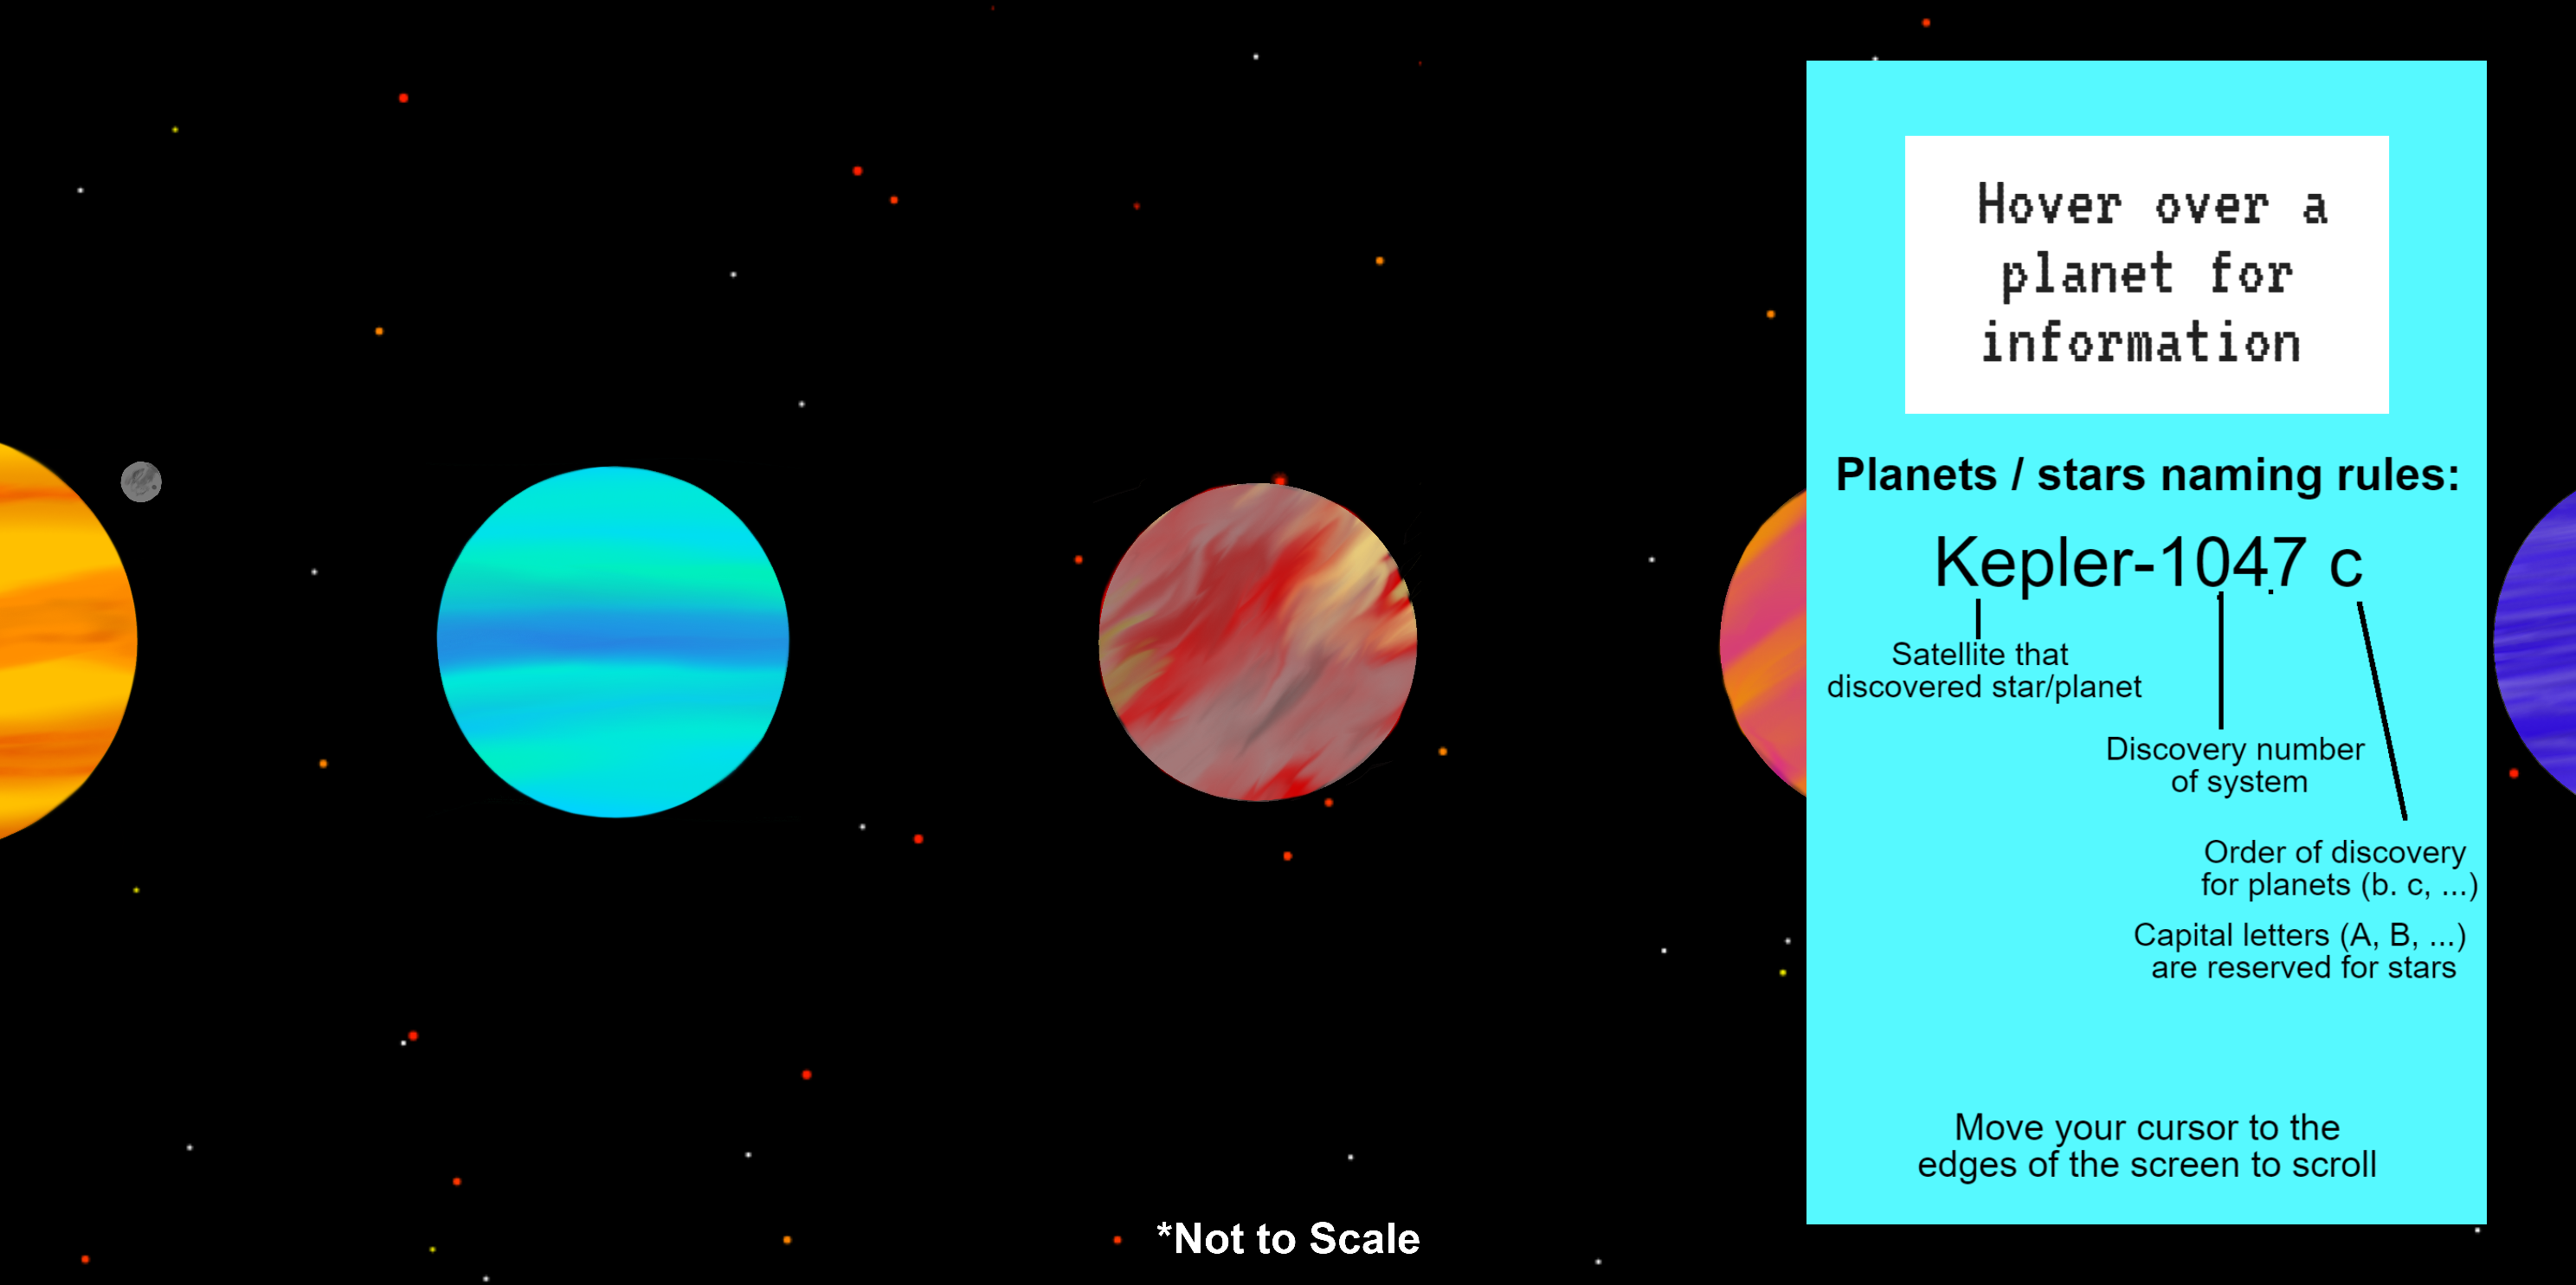 Hover over a
planet for
information
Planets / stars naming rules:
Kepler-1047 c
Satellite that
discovered star/planet
Discovery number
of system
Order of discovery
for planets (b. c, ...)
Capital letters (A, B, ...)
are reserved for stars
Move your cursor to the
edges of the screen to scroll
*Not to Scale